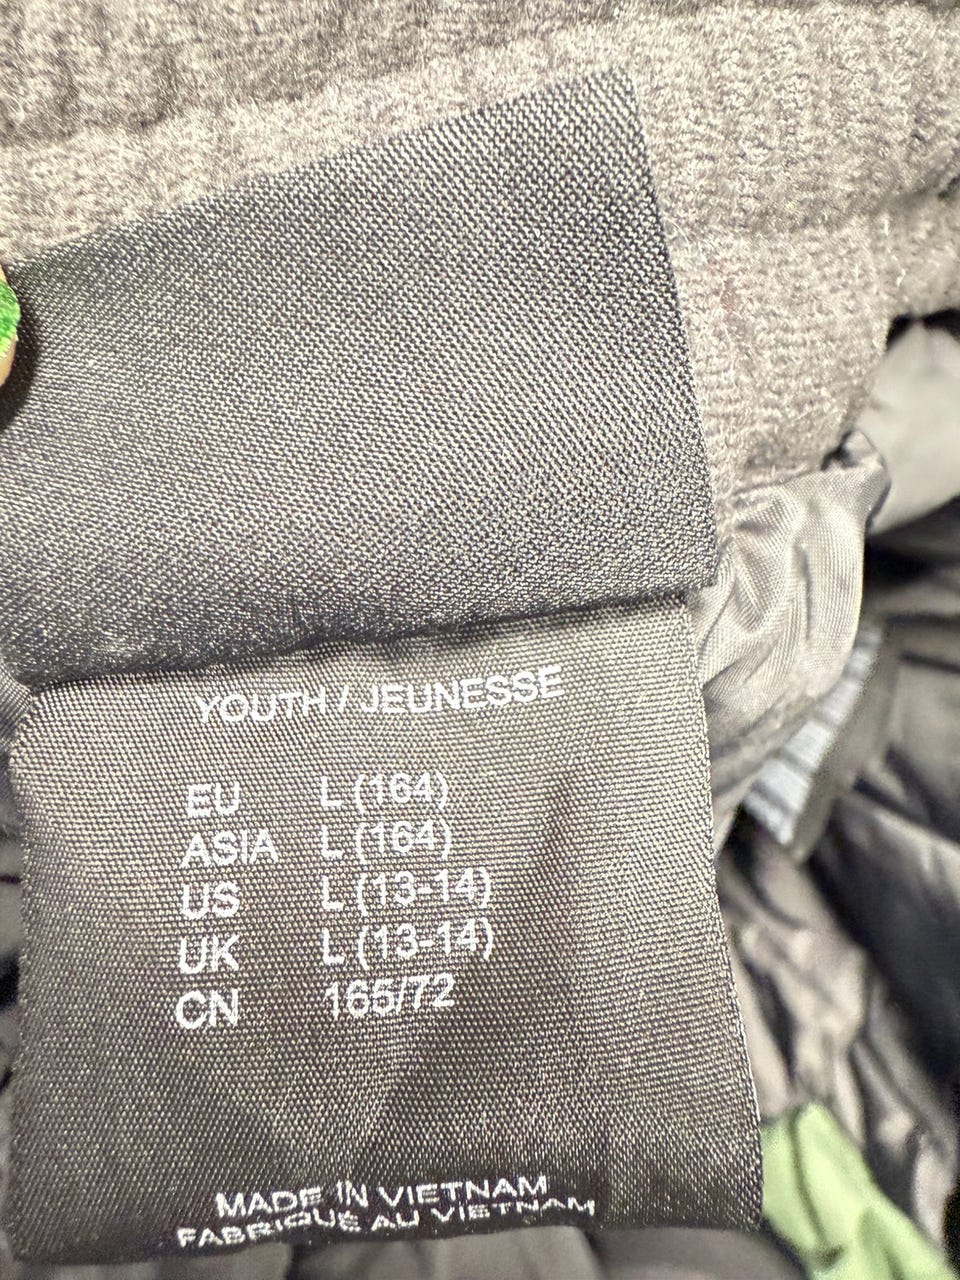 YOUTH / JEUNESSE
EU L (164)
ASIA L (164)
US L (13-14)
UK L (13-14)
CN 165/72
MADE IN VIETNAM
FABRIQUÉ AU VIETNAM